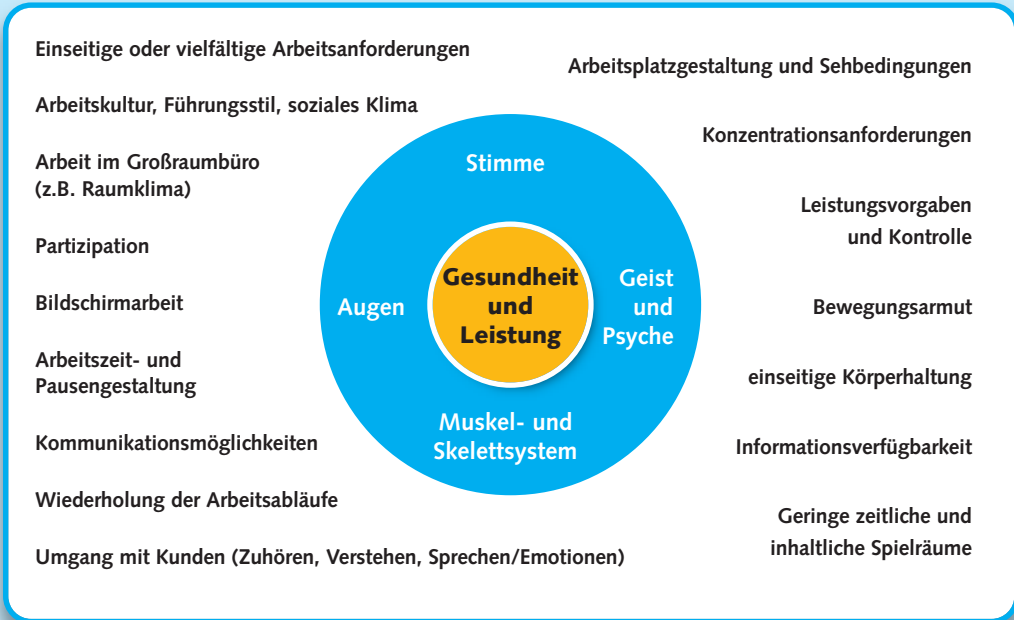 Einseitige oder vielfältige Arbeitsanforderungen
Arbeitskultur, Führungsstil, soziales Klima
Arbeit im Großraumbüro
(z.B. Raumklima)
Partizipation
Bildschirmarbeit
Arbeitszeit- und
Pausengestaltung
Kommunikationsmöglichkeiten
Wiederholung der Arbeitsabläufe
Umgang mit Kunden (Zuhören, Verstehen, Sprechen/Emotionen)
Stimme
Augen
Gesundheit
und
Leistung
Geist
und
Psyche
Muskel- und
Skelettsystem
Arbeitsplatzgestaltung und Sehbedingungen
Konzentrationsanforderungen
Leistungsvorgaben
und Kontrolle
Bewegungsarmut
einseitige Körperhaltung
Informationsverfügbarkeit
Geringe zeitliche und
inhaltliche Spielräume